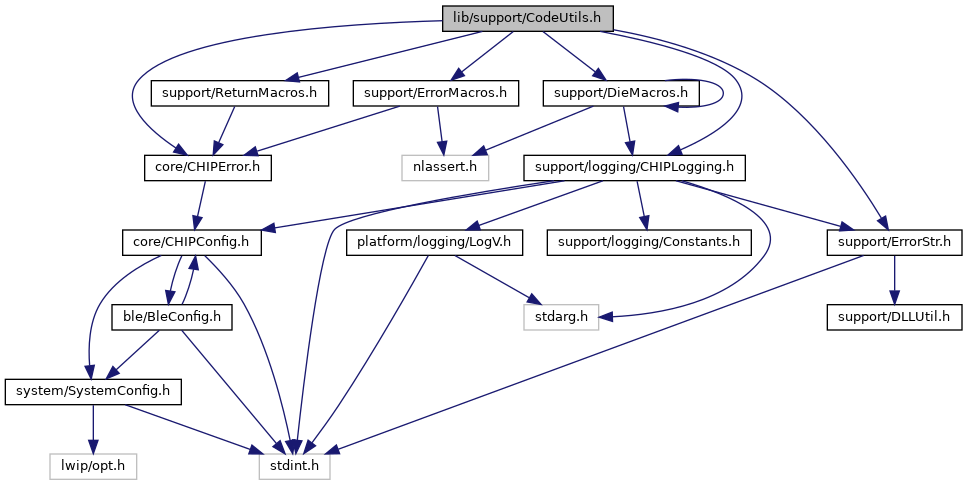 lib/support/CodeUtils.h
support/ReturnMacros.h
support/ErrorMacros.h
support/DieMacros.h
core/CHIPError.h
nlassert.h
support/logging/CHIPLogging.h
core/CHIPConfig.h
platform/logging/LogV.h
support/logging/Constants.h
support/ErrorStr.h
ble/BleConfig.h
stdarg.h
support/DLLUtil.h
system/SystemConfig.h
lwip/opt.h
stdint.h